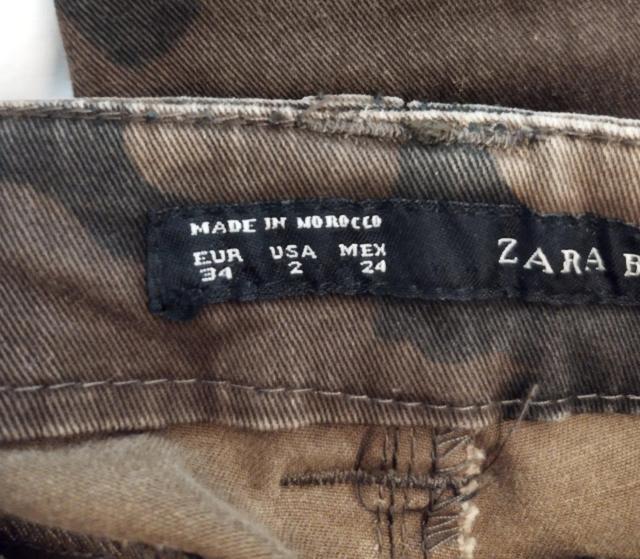 MADE IN MOROCCO
EUR USA MEX
34 2 24
ZARA B